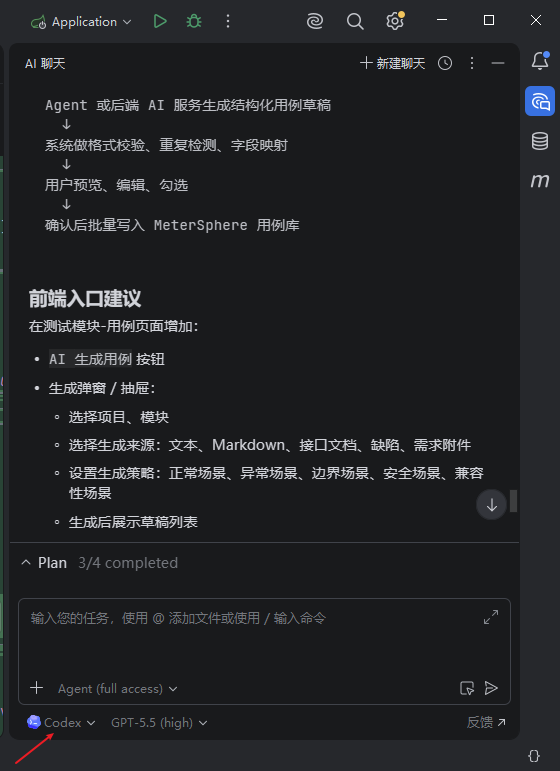 Application
AI 聊天
新建聊天
Agent 或后端 AI 服务生成结构化用例草稿
↓
系统做格式校验、重复检测、字段映射
↓
用户预览、编辑、勾选
↓
确认后批量写入 MeterSphere 用例库
前端入口建议
在测试模块-用例页面增加：
• AI 生成用例 按钮
• 生成弹窗 / 抽屉：
◦ 选择项目、模块
◦ 选择生成来源：文本、Markdown、接口文档、缺陷、需求附件
◦ 设置生成策略：正常场景、异常场景、边界场景、安全场景、兼容
性场景
◦ 生成后展示草稿列表
Plan 3/4 completed
输入您的任务，使用 @ 添加文件或使用 / 输入命令
Agent (full access)
Codex GPT-5.5 (high) 反馈
m
{}